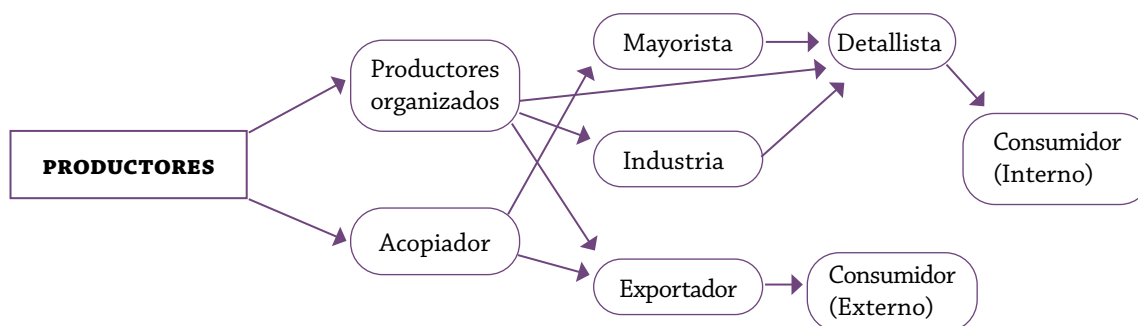 PRODUCTORES
Productores
organizados
Acopiador
Mayorista
Industria
Exportador
Detallista
Consumidor
(Interno)
Consumidor
(Externo)